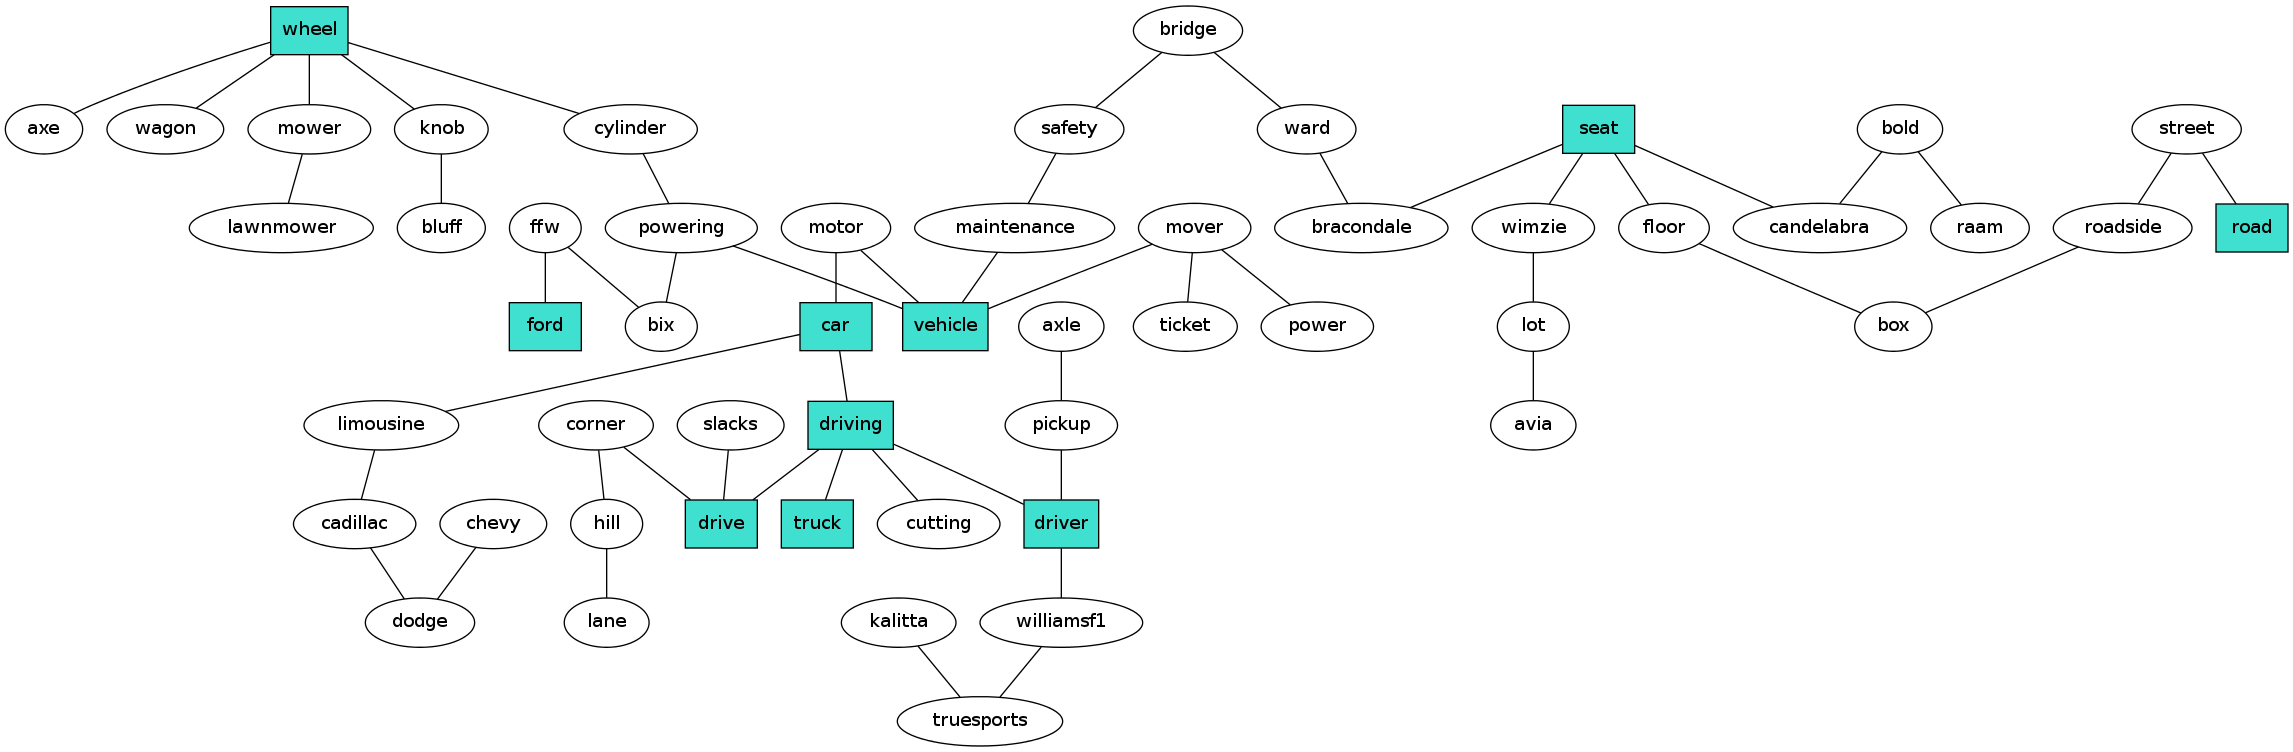 wheel
bridge
axe
wagon
mower
knob
cylinder
safety
ward
seat
bold
street
lawnmower
bluff
ffw
powering
motor
maintenance
mover
bracondale
wimzie
floor
candelabra
raam
roadside
road
ford
bix
car
vehicle
axle
ticket
power
lot
box
limousine
corner
slacks
driving
pickup
avia
cadillac
chevy
hill
drive
truck
cutting
driver
dodge
lane
kalitta
williamsf1
truesports